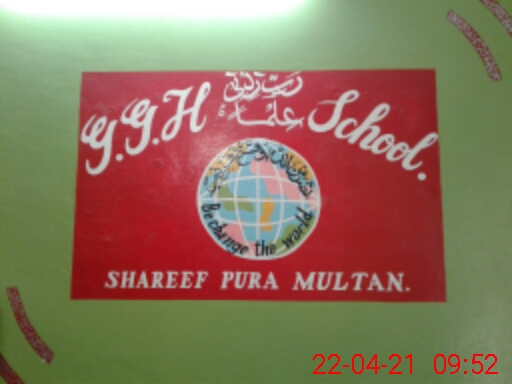 G.G.H School.
رب زدنی
علما
Be change the world
SHAREEF PURA MULTAN.
22-04-21 09:52